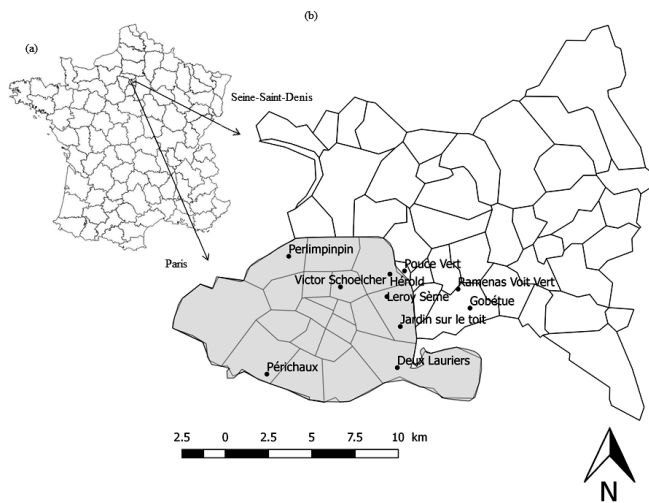 (a)
(b)
Seine-Saint-Denis
Paris
Perlimpinpin
Pouce Vert
Victor Schoelcher
Hérold
Ramenas Voit Vert
Leroy Sème
Gobétue
Jardin sur le toit
Deux Lauriers
Périchaux
2.5 0 2.5 5 7.5 10 km
N